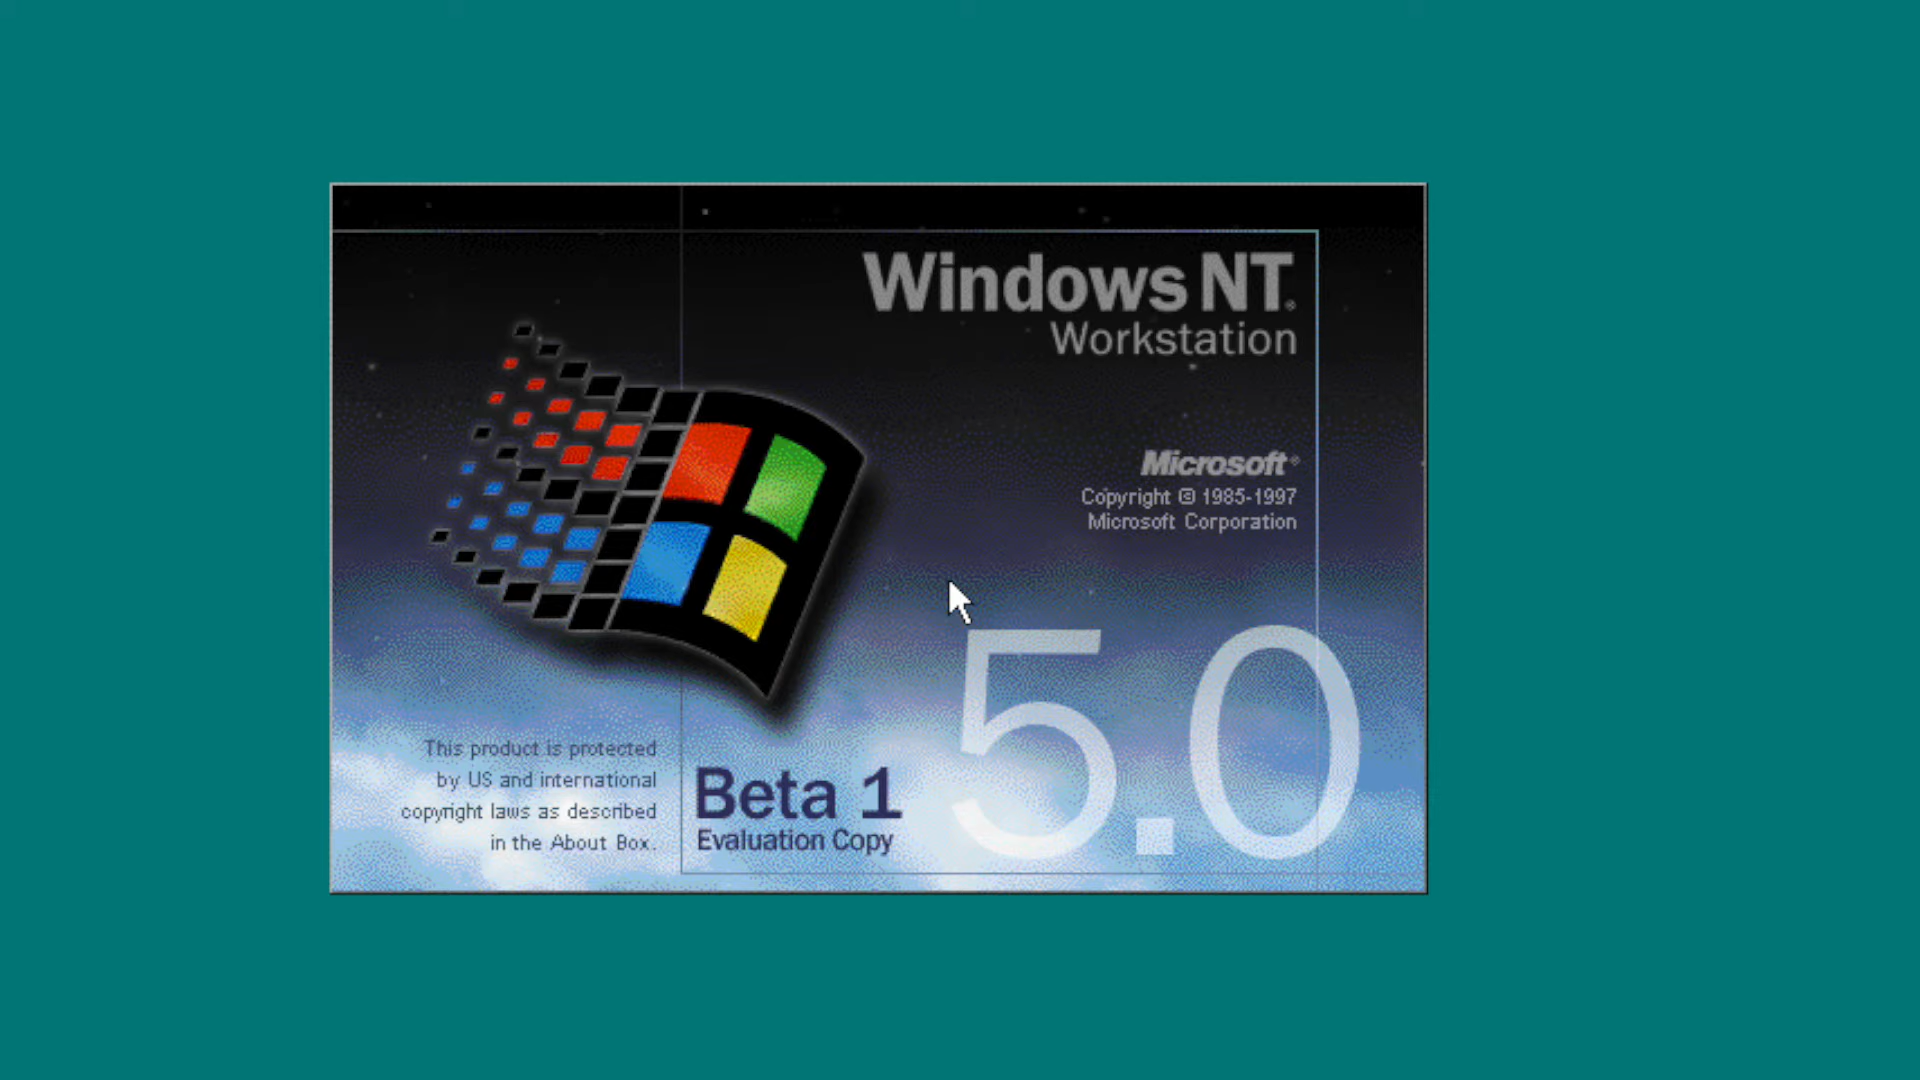 Windows NT®
Workstation
Microsoft®
Copyright © 1985-1997
Microsoft Corporation
5.0
This product is protected
by US and international
copyright laws as described
in the About Box.
Beta 1
Evaluation Copy